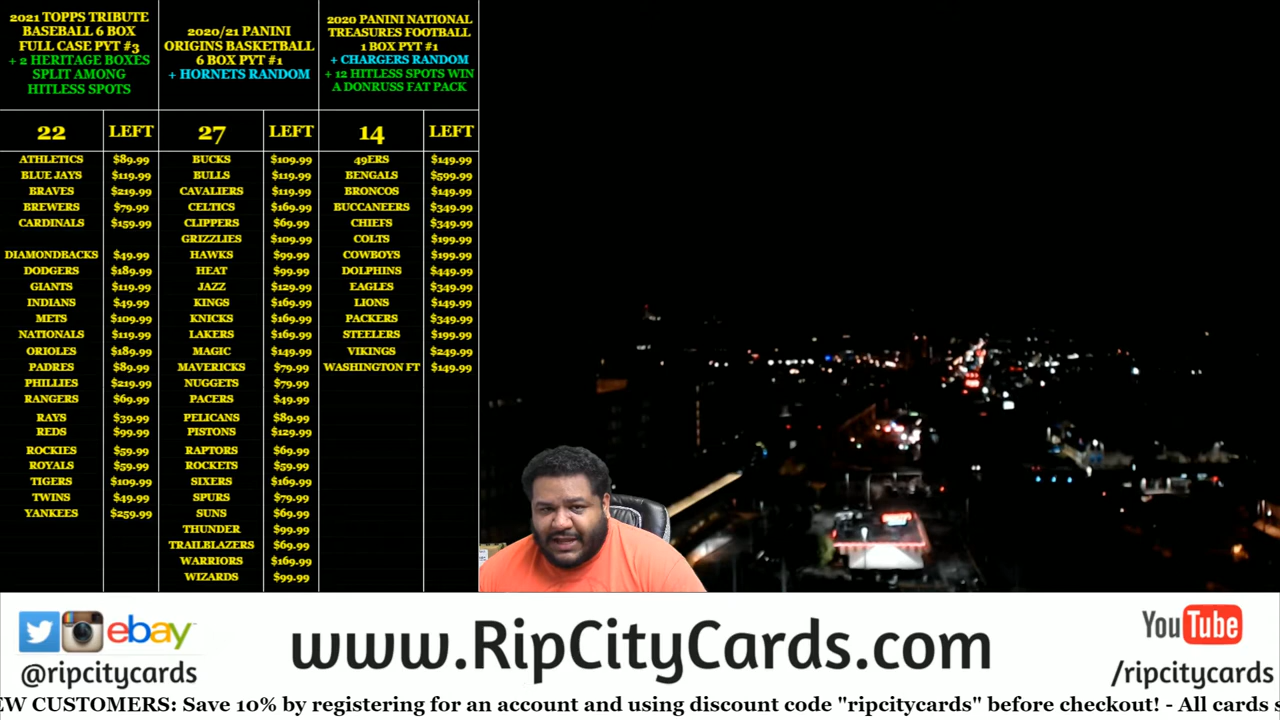 2021 TOPPS TRIBUTE
BASEBALL 6 BOX
FULL CASE PYT #3
+ 2 HERITAGE BOXES
SPLIT AMONG
HITLESS SPOTS
22 LEFT
ATHLETICS $89.99
BLUE JAYS $119.99
BRAVES $219.99
BREWERS $79.99
CARDINALS $159.99
DIAMONDBACKS $49.99
DODGERS $189.99
GIANTS $119.99
INDIANS $49.99
METS $109.99
NATIONALS $119.99
ORIOLES $189.99
PADRES $89.99
PHILLIES $219.99
RANGERS $69.99
RAYS $39.99
REDS $99.99
ROCKIES $59.99
ROYALS $59.99
TIGERS $109.99
TWINS $49.99
YANKEES $259.99
2020/21 PANINI
ORIGINS BASKETBALL
6 BOX PYT #1
+ HORNETS RANDOM
27 LEFT
BUCKS $109.99
BULLS $119.99
CAVALIERS $119.99
CELTICS $169.99
CLIPPERS $69.99
GRIZZLIES $109.99
HAWKS $99.99
HEAT $99.99
JAZZ $129.99
KINGS $169.99
KNICKS $169.99
LAKERS $169.99
MAGIC $149.99
MAVERICKS $79.99
NUGGETS $79.99
PACERS $49.99
PELICANS $89.99
PISTONS $129.99
RAPTORS $69.99
ROCKETS $59.99
SIXERS $169.99
SPURS $79.99
SUNS $69.99
THUNDER $99.99
TRAILBLAZERS $69.99
WARRIORS $169.99
WIZARDS $99.99
2020 PANINI NATIONAL
TREASURES FOOTBALL
1 BOX PYT #1
+ CHARGERS RANDOM
+ 12 HITLESS SPOTS WIN
A DONRUSS FAT PACK
14 LEFT
49ERS $149.99
BENGALS $599.99
BRONCOS $149.99
BUCCANEERS $349.99
CHIEFS $349.99
COLTS $199.99
COWBOYS $199.99
DOLPHINS $449.99
EAGLES $349.99
LIONS $149.99
PACKERS $349.99
STEELERS $199.99
VIKINGS $249.99
WASHINGTON FT $149.99
ebay
@ripcitycards
www.RipCityCards.com
YouTube
/ripcitycards
EW CUSTOMERS: Save 10% by registering for an account and using discount code "ripcitycards" before checkout! - All cards s